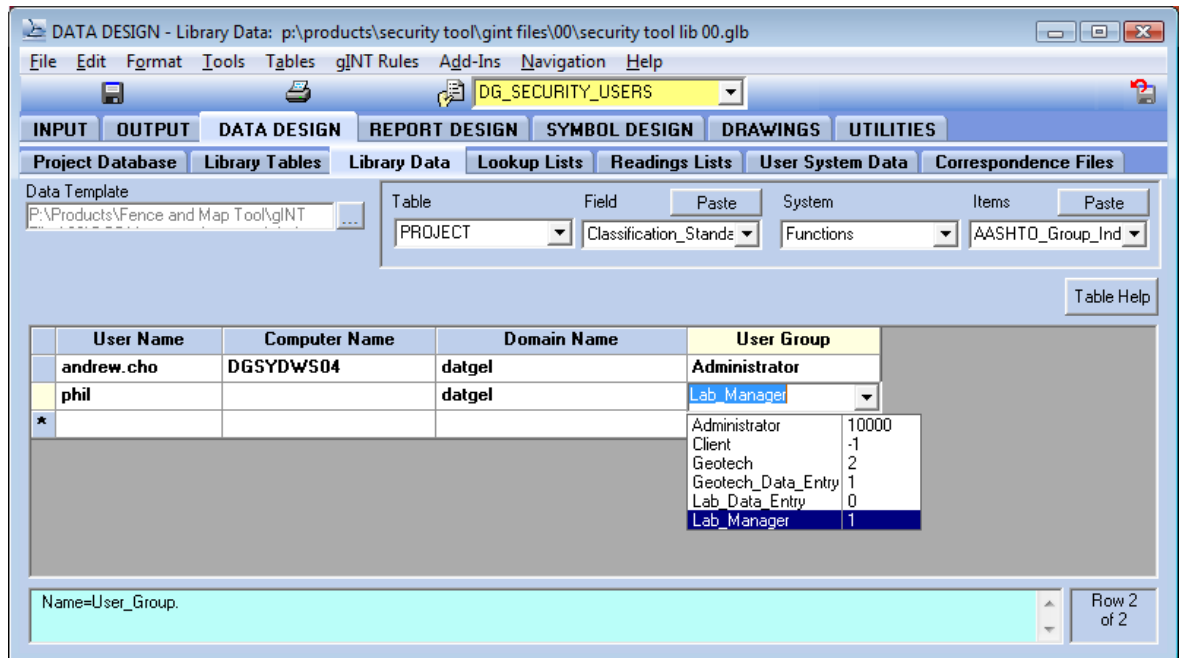 DATA DESIGN - Library Data: p:\products\security tool\gint files\00\security tool lib 00.glb
File Edit Format Tools Tables gINT Rules Add-Ins Navigation Help
DG_SECURITY_USERS
INPUT OUTPUT DATA DESIGN REPORT DESIGN SYMBOL DESIGN DRAWINGS UTILITIES
Project Database Library Tables Library Data Lookup Lists Readings Lists User System Data Correspondence Files
Data Template
P:\Products\Fence and Map Tool\gINT
...
Table Field Paste System Items Paste
PROJECT Classification_Standa Functions AASHTO_Group_Ind
Table Help
User Name Computer Name Domain Name User Group
andrew.cho DGSYDWS04 datgel Administrator
phil datgel Lab_Manager
*
Administrator 10000
Client -1
Geotech 2
Geotech_Data_Entry 1
Lab_Data_Entry 0
Lab_Manager 1
Name=User_Group.
Row 2
of 2